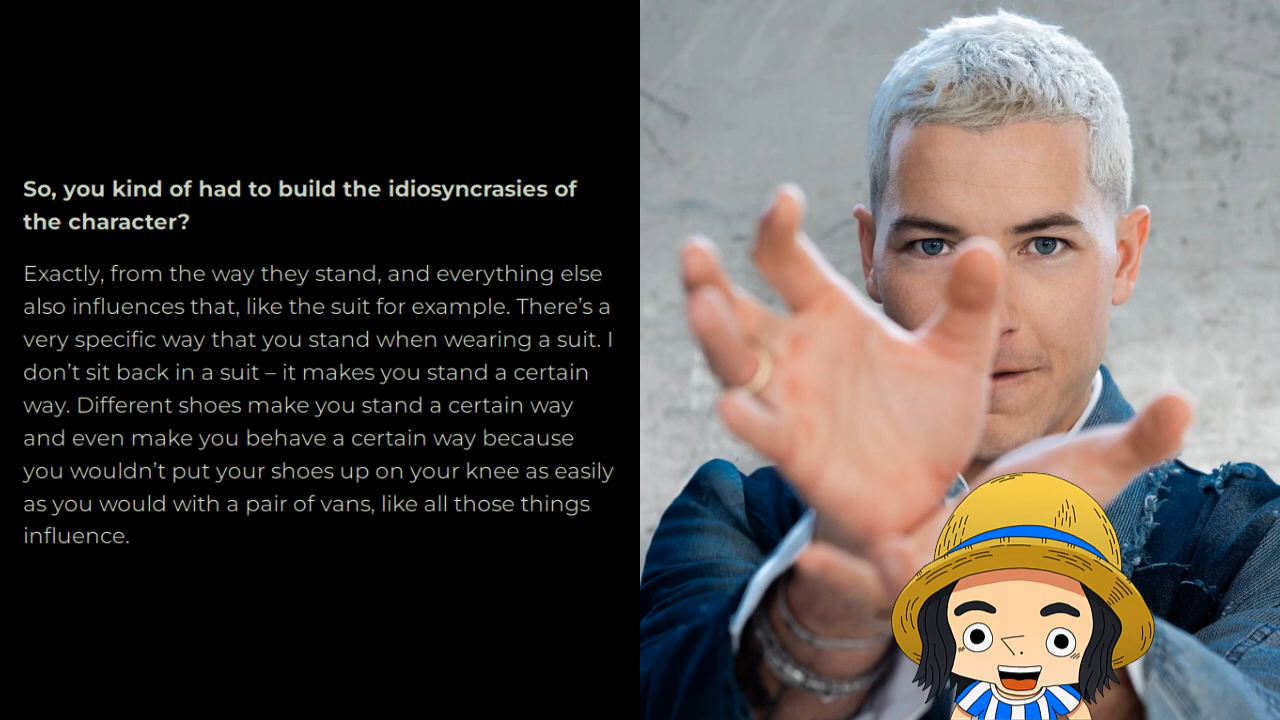 So, you kind of had to build the idiosyncrasies of
the character?
Exactly, from the way they stand, and everything else
also influences that, like the suit for example. There’s a
very specific way that you stand when wearing a suit. I
don’t sit back in a suit – it makes you stand a certain
way. Different shoes make you stand a certain way
and even make you behave a certain way because
you wouldn’t put your shoes up on your knee as easily
as you would with a pair of vans, like all those things
influence.